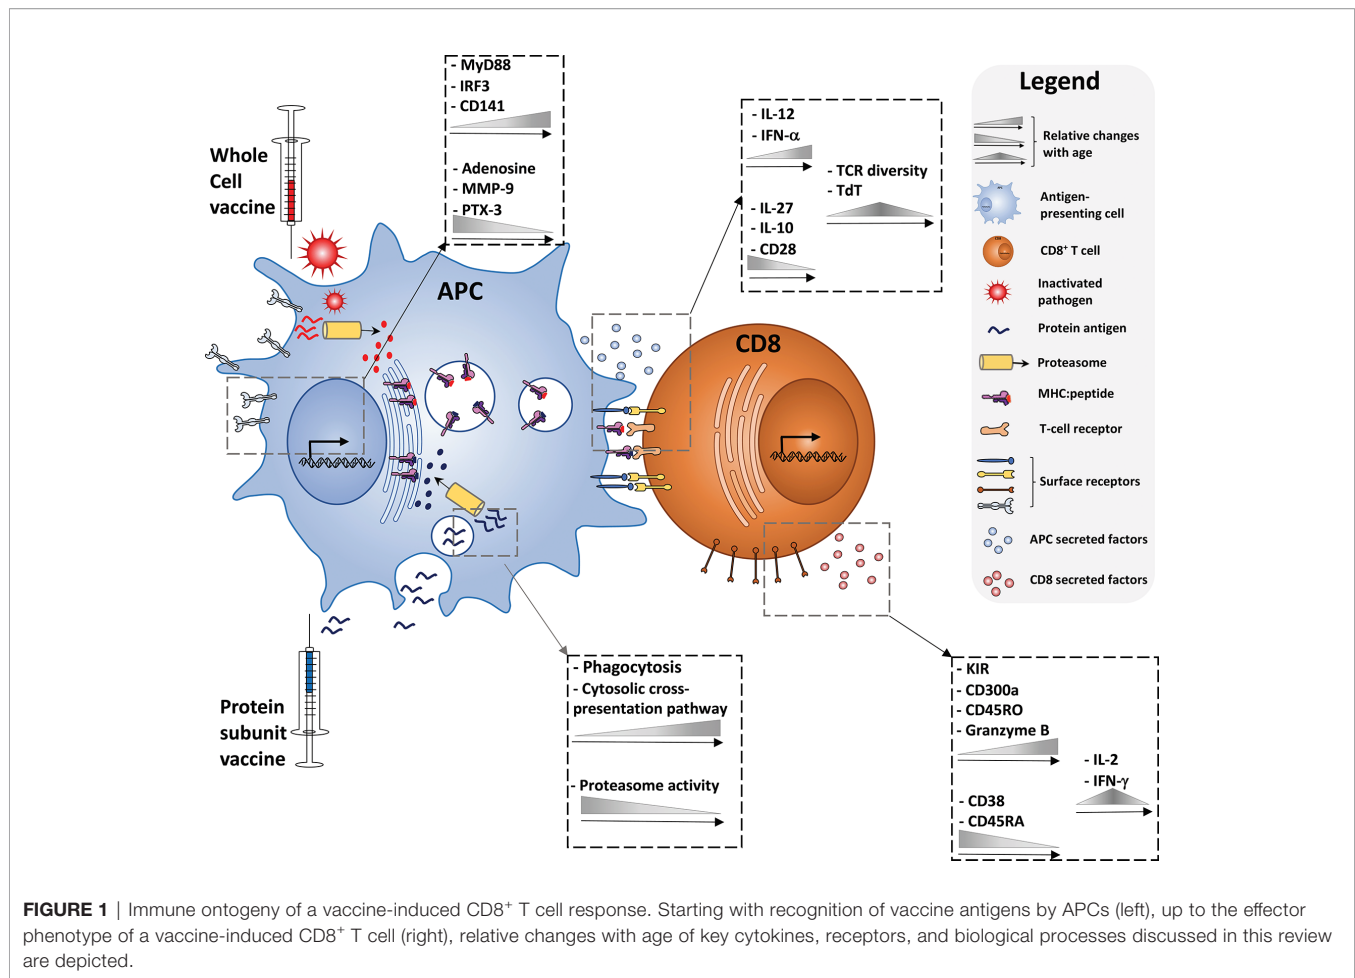 Whole
Cell
vaccine
- MyD88
- IRF3
- CD141
- Adenosine
- MMP-9
- PTX-3
APC
- IL-12
- IFN-α
- IL-27
- IL-10
- CD28
- TCR diversity
- TdT
CD8
Protein
subunit
vaccine
- Phagocytosis
- Cytosolic cross-
presentation pathway
- Proteasome activity
- KIR
- CD300a
- CD45RO
- Granzyme B
- CD38
- CD45RA
- IL-2
- IFN-γ
Legend
Relative changes
with age
Antigen-
presenting cell
CD8⁺ T cell
Inactivated
pathogen
Protein antigen
Proteasome
MHC:peptide
T-cell receptor
Surface receptors
APC secreted factors
CD8 secreted factors
FIGURE 1 | Immune ontogeny of a vaccine-induced CD8⁺ T cell response. Starting with recognition of vaccine antigens by APCs (left), up to the effector
phenotype of a vaccine-induced CD8⁺ T cell (right), relative changes with age of key cytokines, receptors, and biological processes discussed in this review
are depicted.